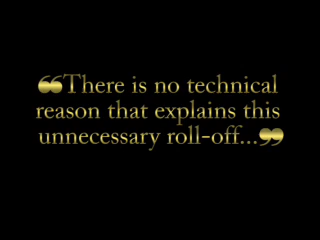 ❝There is no technical
reason that explains this
unnecessary roll-off...❞